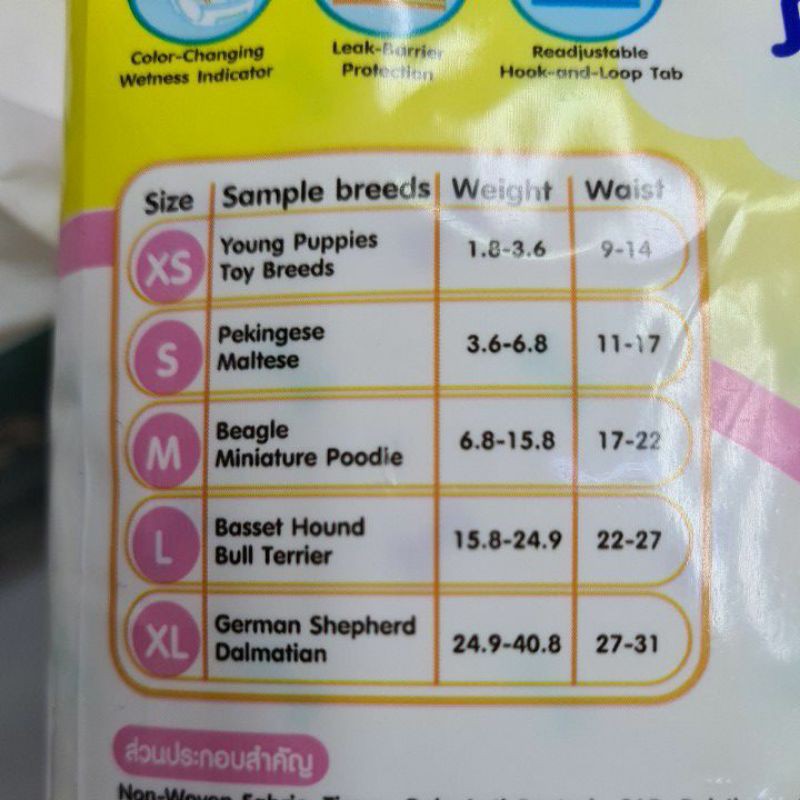 Color-Changing
Wetness Indicator
Leak-Barrier
Protection
Readjustable
Hook-and-Loop Tab
Size Sample breeds Weight Waist
XS Young Puppies
Toy Breeds 1.8-3.6 9-14
S Pekingese
Maltese 3.6-6.8 11-17
M Beagle
Miniature Poodle 6.8-15.8 17-22
L Basset Hound
Bull Terrier 15.8-24.9 22-27
XL German Shepherd
Dalmatian 24.9-40.8 27-31
ส่วนประกอบสำคัญ
Non-Woven Fabric,